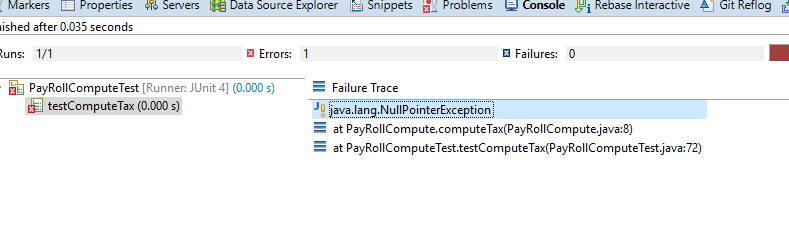 Markers Properties Servers Data Source Explorer Snippets Problems Console Rebase Interactive Git Reflog
nished after 0.035 seconds
Runs: 1/1 Errors: 1 Failures: 0
PayRollComputeTest [Runner: JUnit 4] (0.000 s)
testComputeTax (0.000 s)
Failure Trace
java.lang.NullPointerException
at PayRollCompute.computeTax(PayRollCompute.java:8)
at PayRollComputeTest.testComputeTax(PayRollComputeTest.java:72)